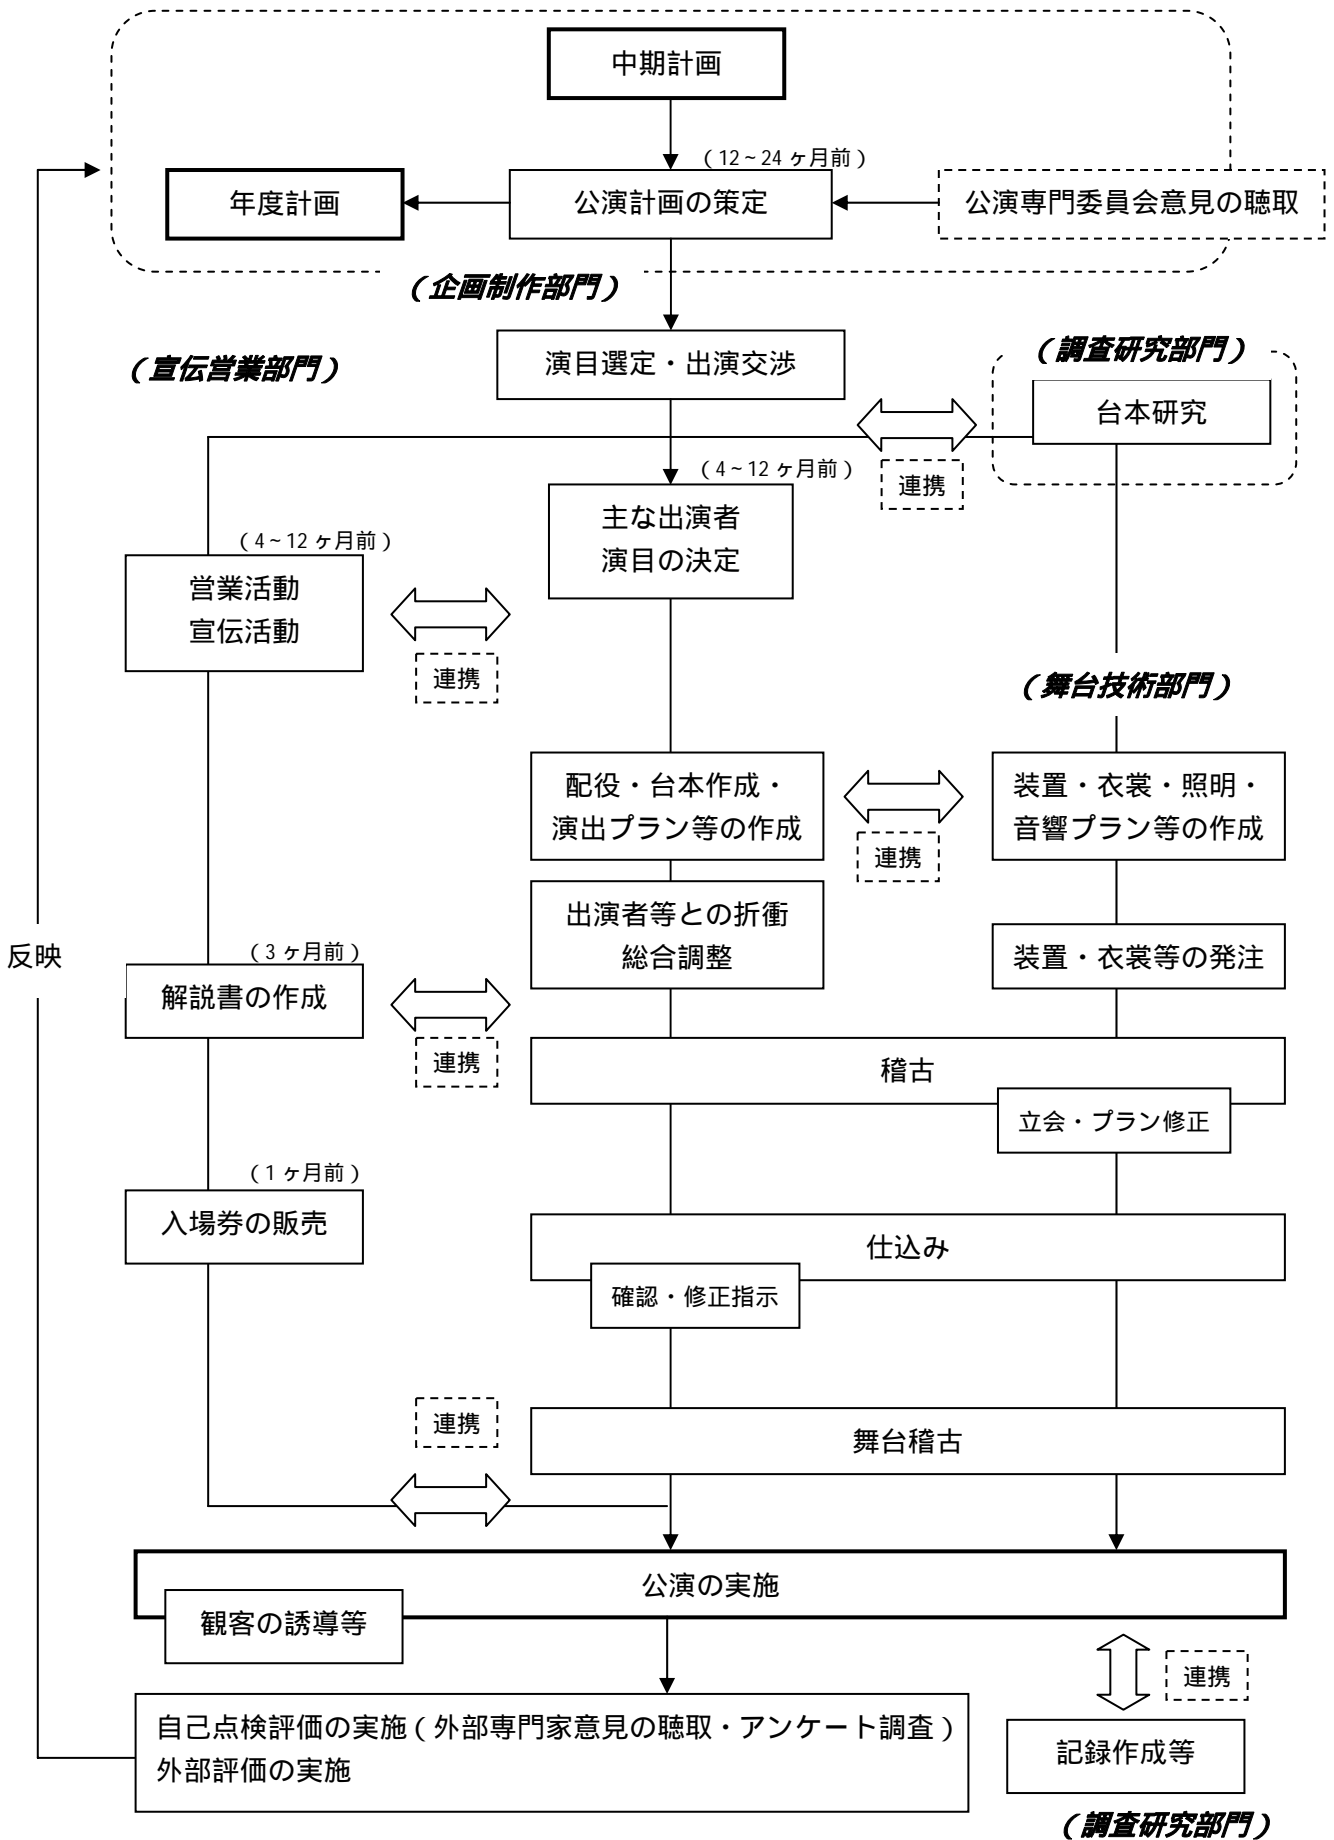 中期計画
（12~24ヶ月前）
年度計画
公演計画の策定
公演専門委員会意見の聴取
（企画制作部門）
（宣伝営業部門）
演目選定・出演交渉
（調査研究部門）
台本研究
連携
（4~12ヶ月前）
主な出演者
演目の決定
（4~12ヶ月前）
営業活動
宣伝活動
連携
（舞台技術部門）
配役・台本作成・
演出プラン等の作成
連携
装置・衣裳・照明・
音響プラン等の作成
出演者等との折衝
総合調整
装置・衣裳等の発注
反映
（3ヶ月前）
解説書の作成
連携
稽古
立会・プラン修正
（1ヶ月前）
入場券の販売
仕込み
確認・修正指示
連携
舞台稽古
公演の実施
観客の誘導等
連携
自己点検評価の実施（外部専門家意見の聴取・アンケート調査）
外部評価の実施
記録作成等
（調査研究部門）